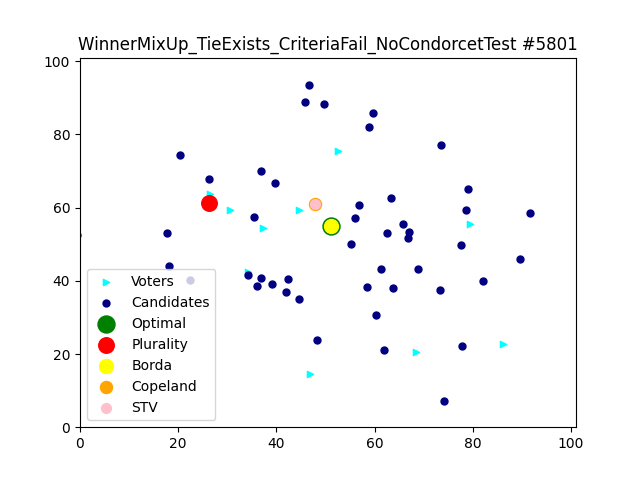 WinnerMixUp_TieExists_CriteriaFail_NoCondorcetTest #5801
100
80
60
40
20
0
Voters
Candidates
Optimal
Plurality
Borda
Copeland
STV
0
20
40
60
80
100